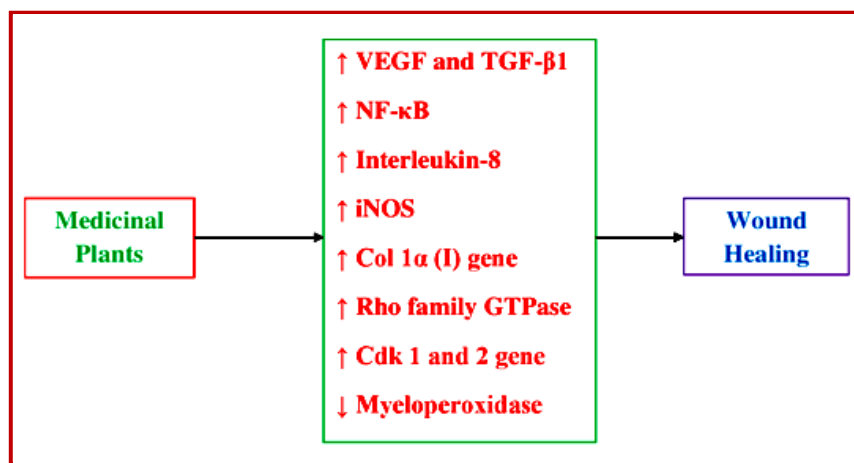 Medicinal
Plants
↑ VEGF and TGF-β1
↑ NF-κB
↑ Interleukin-8
↑ iNOS
↑ Col 1α (I) gene
↑ Rho family GTPase
↑ Cdk 1 and 2 gene
↓ Myeloperoxidase
Wound
Healing